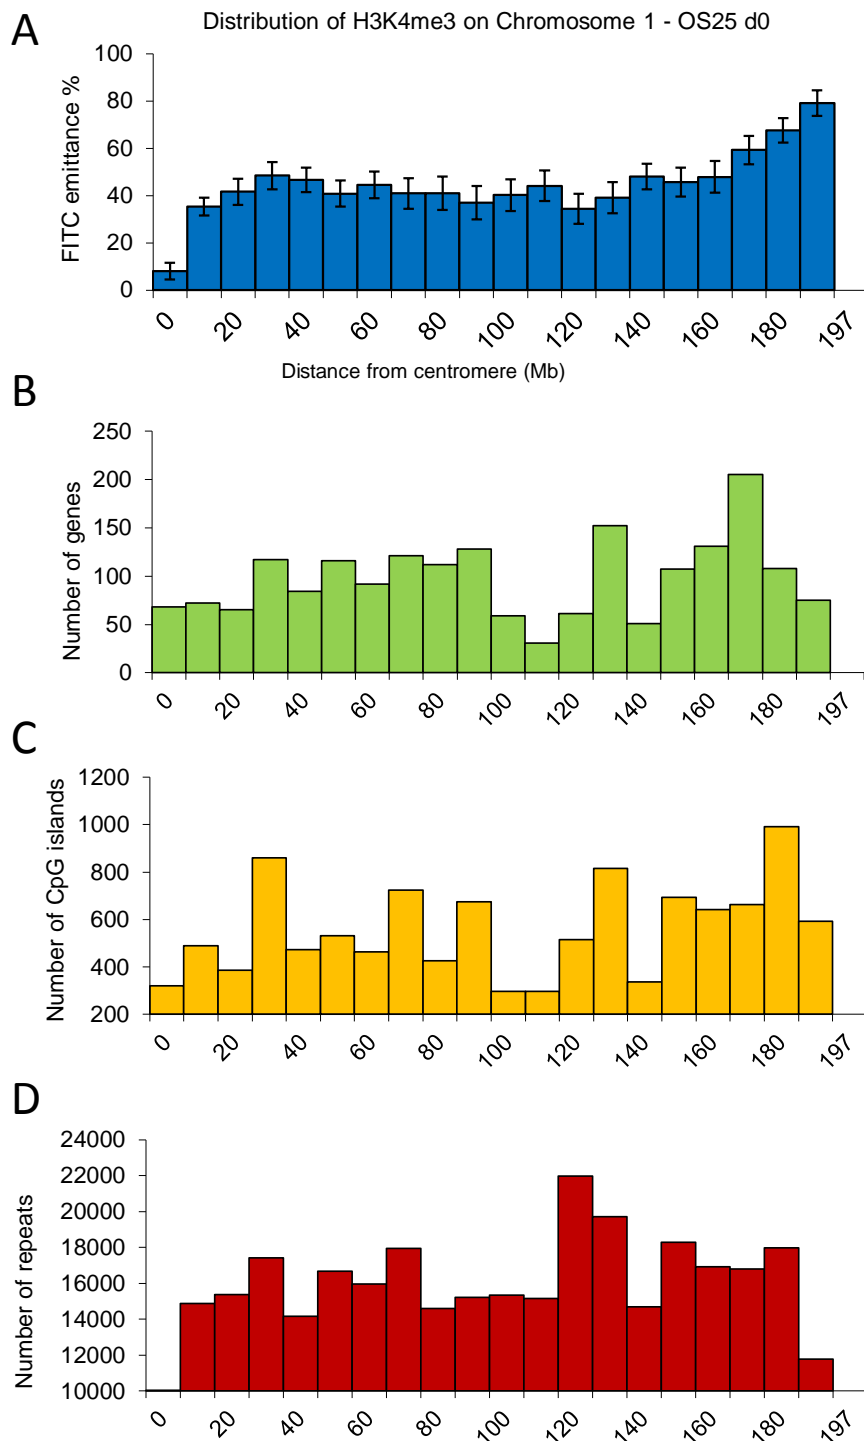 A
Distribution of H3K4me3 on Chromosome 1 - OS25 d0
FITC emittance %
100
80
60
40
20
0
0 20 40 60 80 100 120 140 160 180 197
Distance from centromere (Mb)
B
Number of genes
250
200
150
100
50
0
0 20 40 60 80 100 120 140 160 180 197
C
Number of CpG islands
1200
1000
800
600
400
200
0 20 40 60 80 100 120 140 160 180 197
D
Number of repeats
24000
22000
20000
18000
16000
14000
12000
10000
0 20 40 60 80 100 120 140 160 180 197